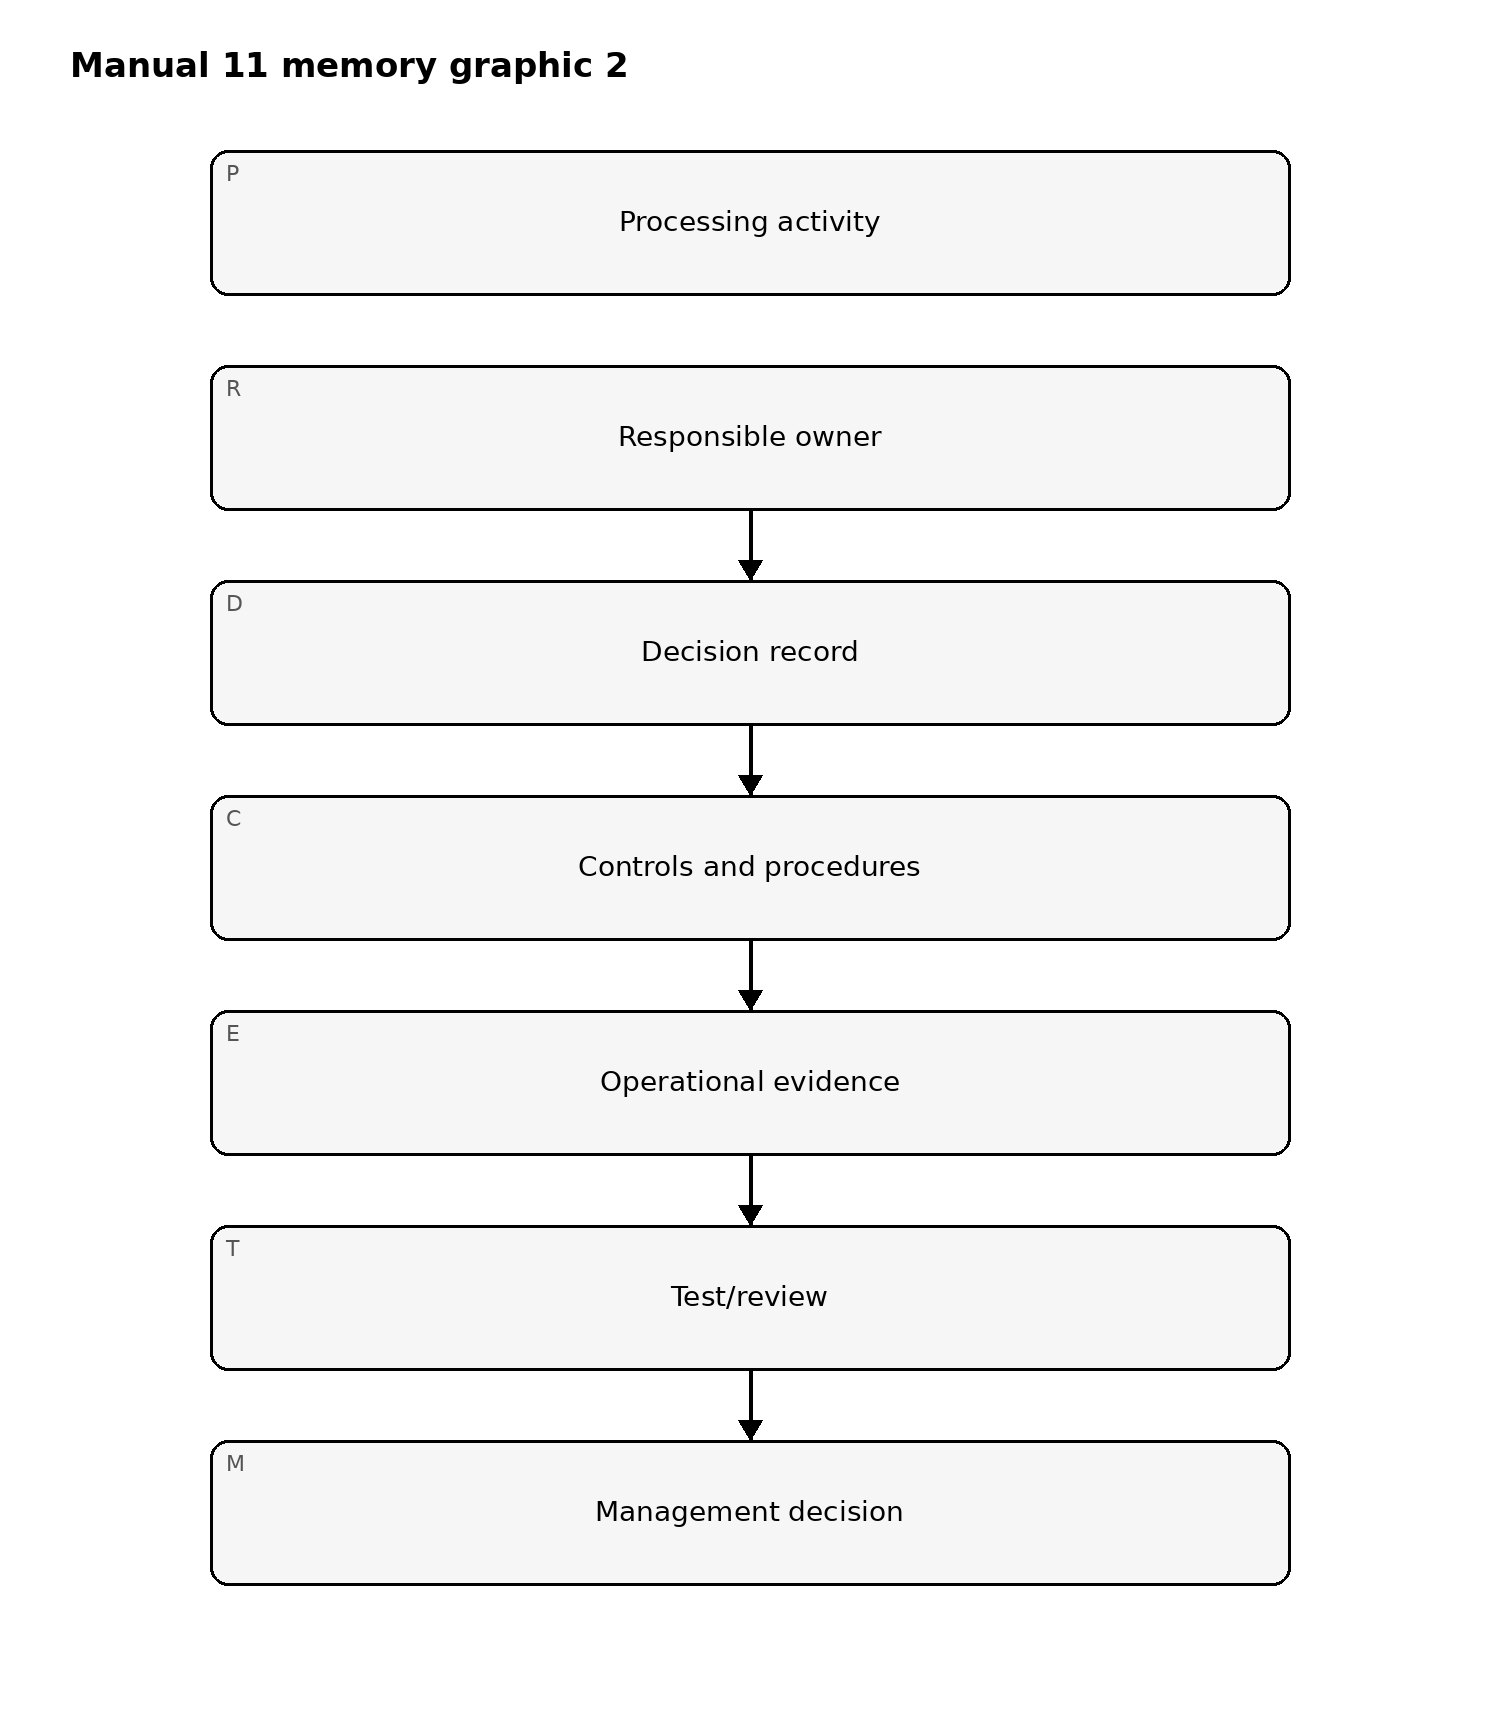 Manual 11 memory graphic 2
P
Processing activity
R
Responsible owner
D
Decision record
C
Controls and procedures
E
Operational evidence
T
Test/review
M
Management decision